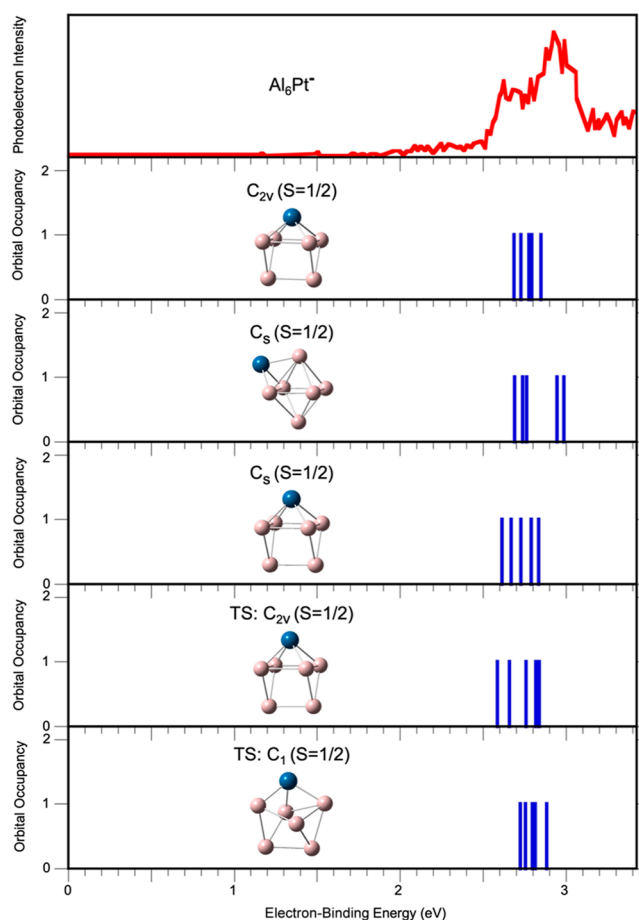 Photoelectron Intensity
Al₆Pt⁻
Orbital Occupancy
2
1
0
C₂ᵥ (S=1/2)
Orbital Occupancy
2
1
0
Cₛ (S=1/2)
Orbital Occupancy
2
1
0
Cₛ (S=1/2)
Orbital Occupancy
2
1
0
TS: C₂ᵥ (S=1/2)
Orbital Occupancy
2
1
0
TS: C₁ (S=1/2)
0 1 2 3
Electron-Binding Energy (eV)